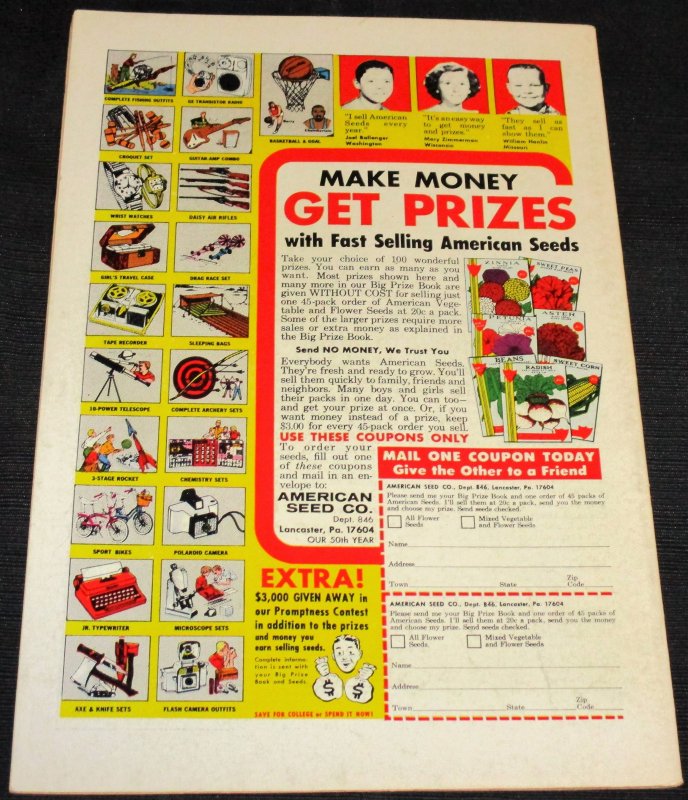 COMPLETE FISHING OUTFITS
GE TRANSISTOR RADIO
CROQUET SET
GUITAR-AMP COMBO
Barry
Chamberlain
BASKETBALL & GOAL
WRIST WATCHES
DAISY AIR RIFLES
GIRL'S TRAVEL CASE
DRAG RACE SET
TAPE RECORDER
SLEEPING BAGS
10-POWER TELESCOPE
COMPLETE ARCHERY SETS
3-STAGE ROCKET
CHEMISTRY SETS
SPORT BIKES
POLAROID CAMERA
JR. TYPEWRITER
MICROSCOPE SETS
AXE & KNIFE SETS
FLASH CAMERA OUTFITS
"I sell American
Seeds every
year."
Joel Ballenger
Washington
"It's an easy way
to get money
and prizes."
Mary Zimmerman
Wisconsin
"They sell as
fast as I can
show them."
William Hanlin
Missouri
MAKE MONEY
GET PRIZES
with Fast Selling American Seeds
Take your choice of 100 wonderful
prizes. You can earn as many as you
want. Most prizes shown here and
many more in our Big Prize Book are
given WITHOUT COST for selling just
one 45-pack order of American Vege-
table and Flower Seeds at 20¢ a pack.
Some of the larger prizes require more
sales or extra money as explained in
the Big Prize Book.
Send NO MONEY, We Trust You
Everybody wants American Seeds.
They're fresh and ready to grow. You'll
sell them quickly to family, friends and
neighbors. Many boys and girls sell
their packs in one day. You can too—
and get your prize at once. Or, if you
want money instead of a prize, keep
$3.00 for every 45-pack order you sell.
USE THESE COUPONS ONLY
To order your
seeds, fill out one
of these coupons
and mail in an en-
velope to:
AMERICAN
SEED CO.
Dept. 846
Lancaster, Pa. 17604
OUR 50th YEAR
ZINNIA
SWEET PEAS
PETUNIA
ASTER
BEANS
RADISH
SWEET CORN
EXTRA!
$3,000 GIVEN AWAY in
our Promptness Contest
in addition to the prizes
and money you
earn selling seeds.
Complete informa-
tion is sent with
your Big Prize
Book and Seeds.
$ $
SAVE FOR COLLEGE or SPEND IT NOW!
MAIL ONE COUPON TODAY
Give the Other to a Friend
AMERICAN SEED CO., Dept. 846, Lancaster, Pa. 17604
Please send me your Big Prize Book and one order of 45 packs of
American Seeds. I'll sell them at 20¢ a pack, send you the money
and choose my prize. Send seeds checked.
All Flower
Seeds
Mixed Vegetable
and Flower Seeds
Name
Address
Town State Zip Code
AMERICAN SEED CO., Dept. 846, Lancaster, Pa. 17604
Please send me your Big Prize Book and one order of 45 packs of
American Seeds. I'll sell them at 20¢ a pack, send you the money
and choose my prize. Send seeds checked.
All Flower
Seeds
Mixed Vegetable
and Flower Seeds
Name
Address
Town State Zip Code